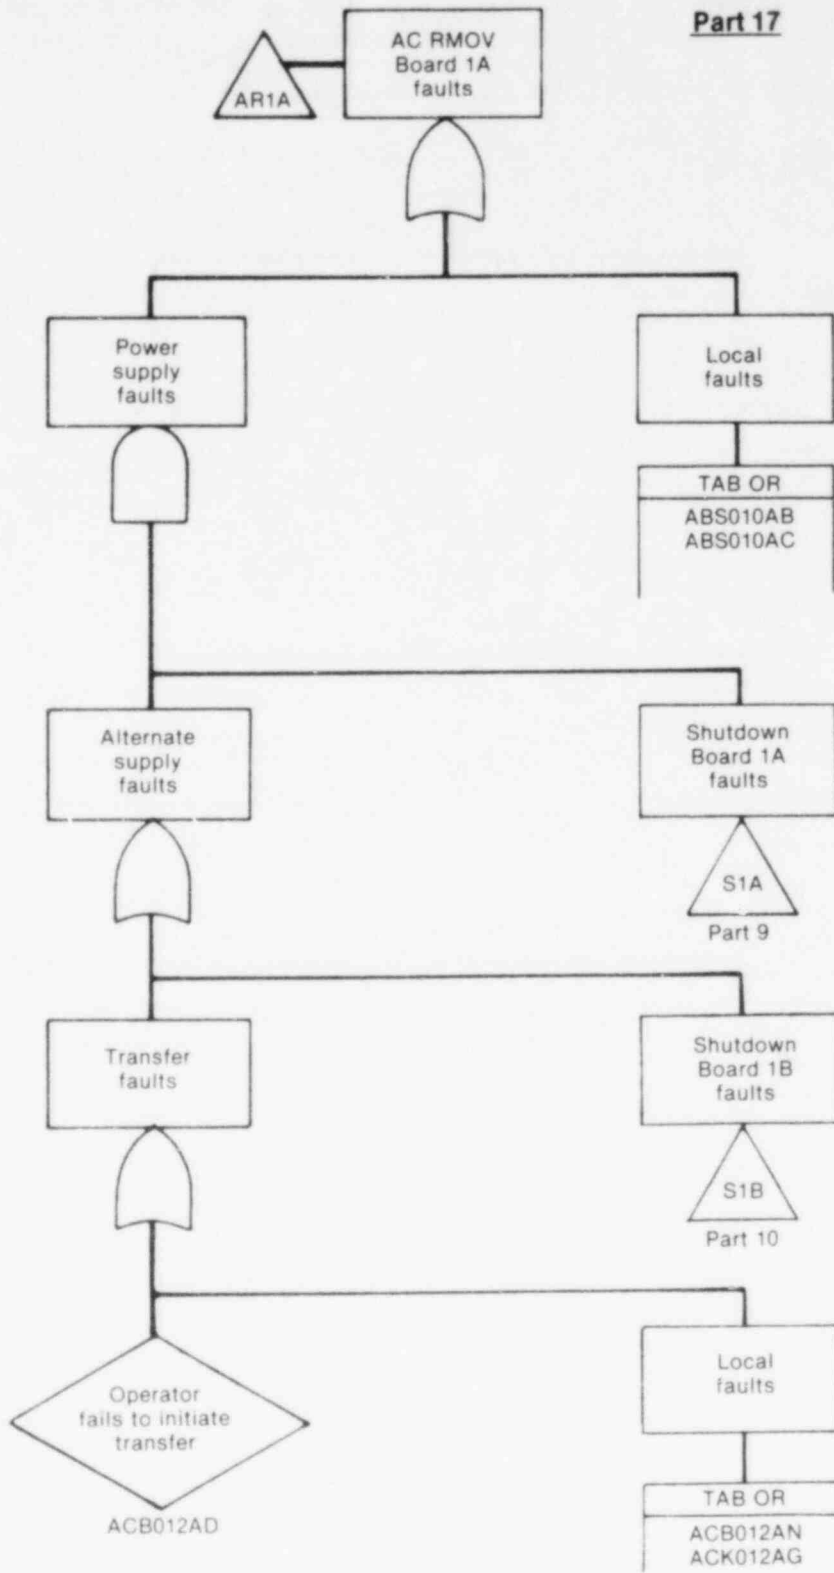 Part 17
AC RMOV
Board 1A
faults
AR1A
Power
supply
faults
Local
faults
TAB OR
ABS010AB
ABS010AC
Alternate
supply
faults
Shutdown
Board 1A
faults
S1A
Part 9
Transfer
faults
Shutdown
Board 1B
faults
S1B
Part 10
Operator
fails to initiate
transfer
ACB012AD
Local
faults
TAB OR
ACB012AN
ACK012AG